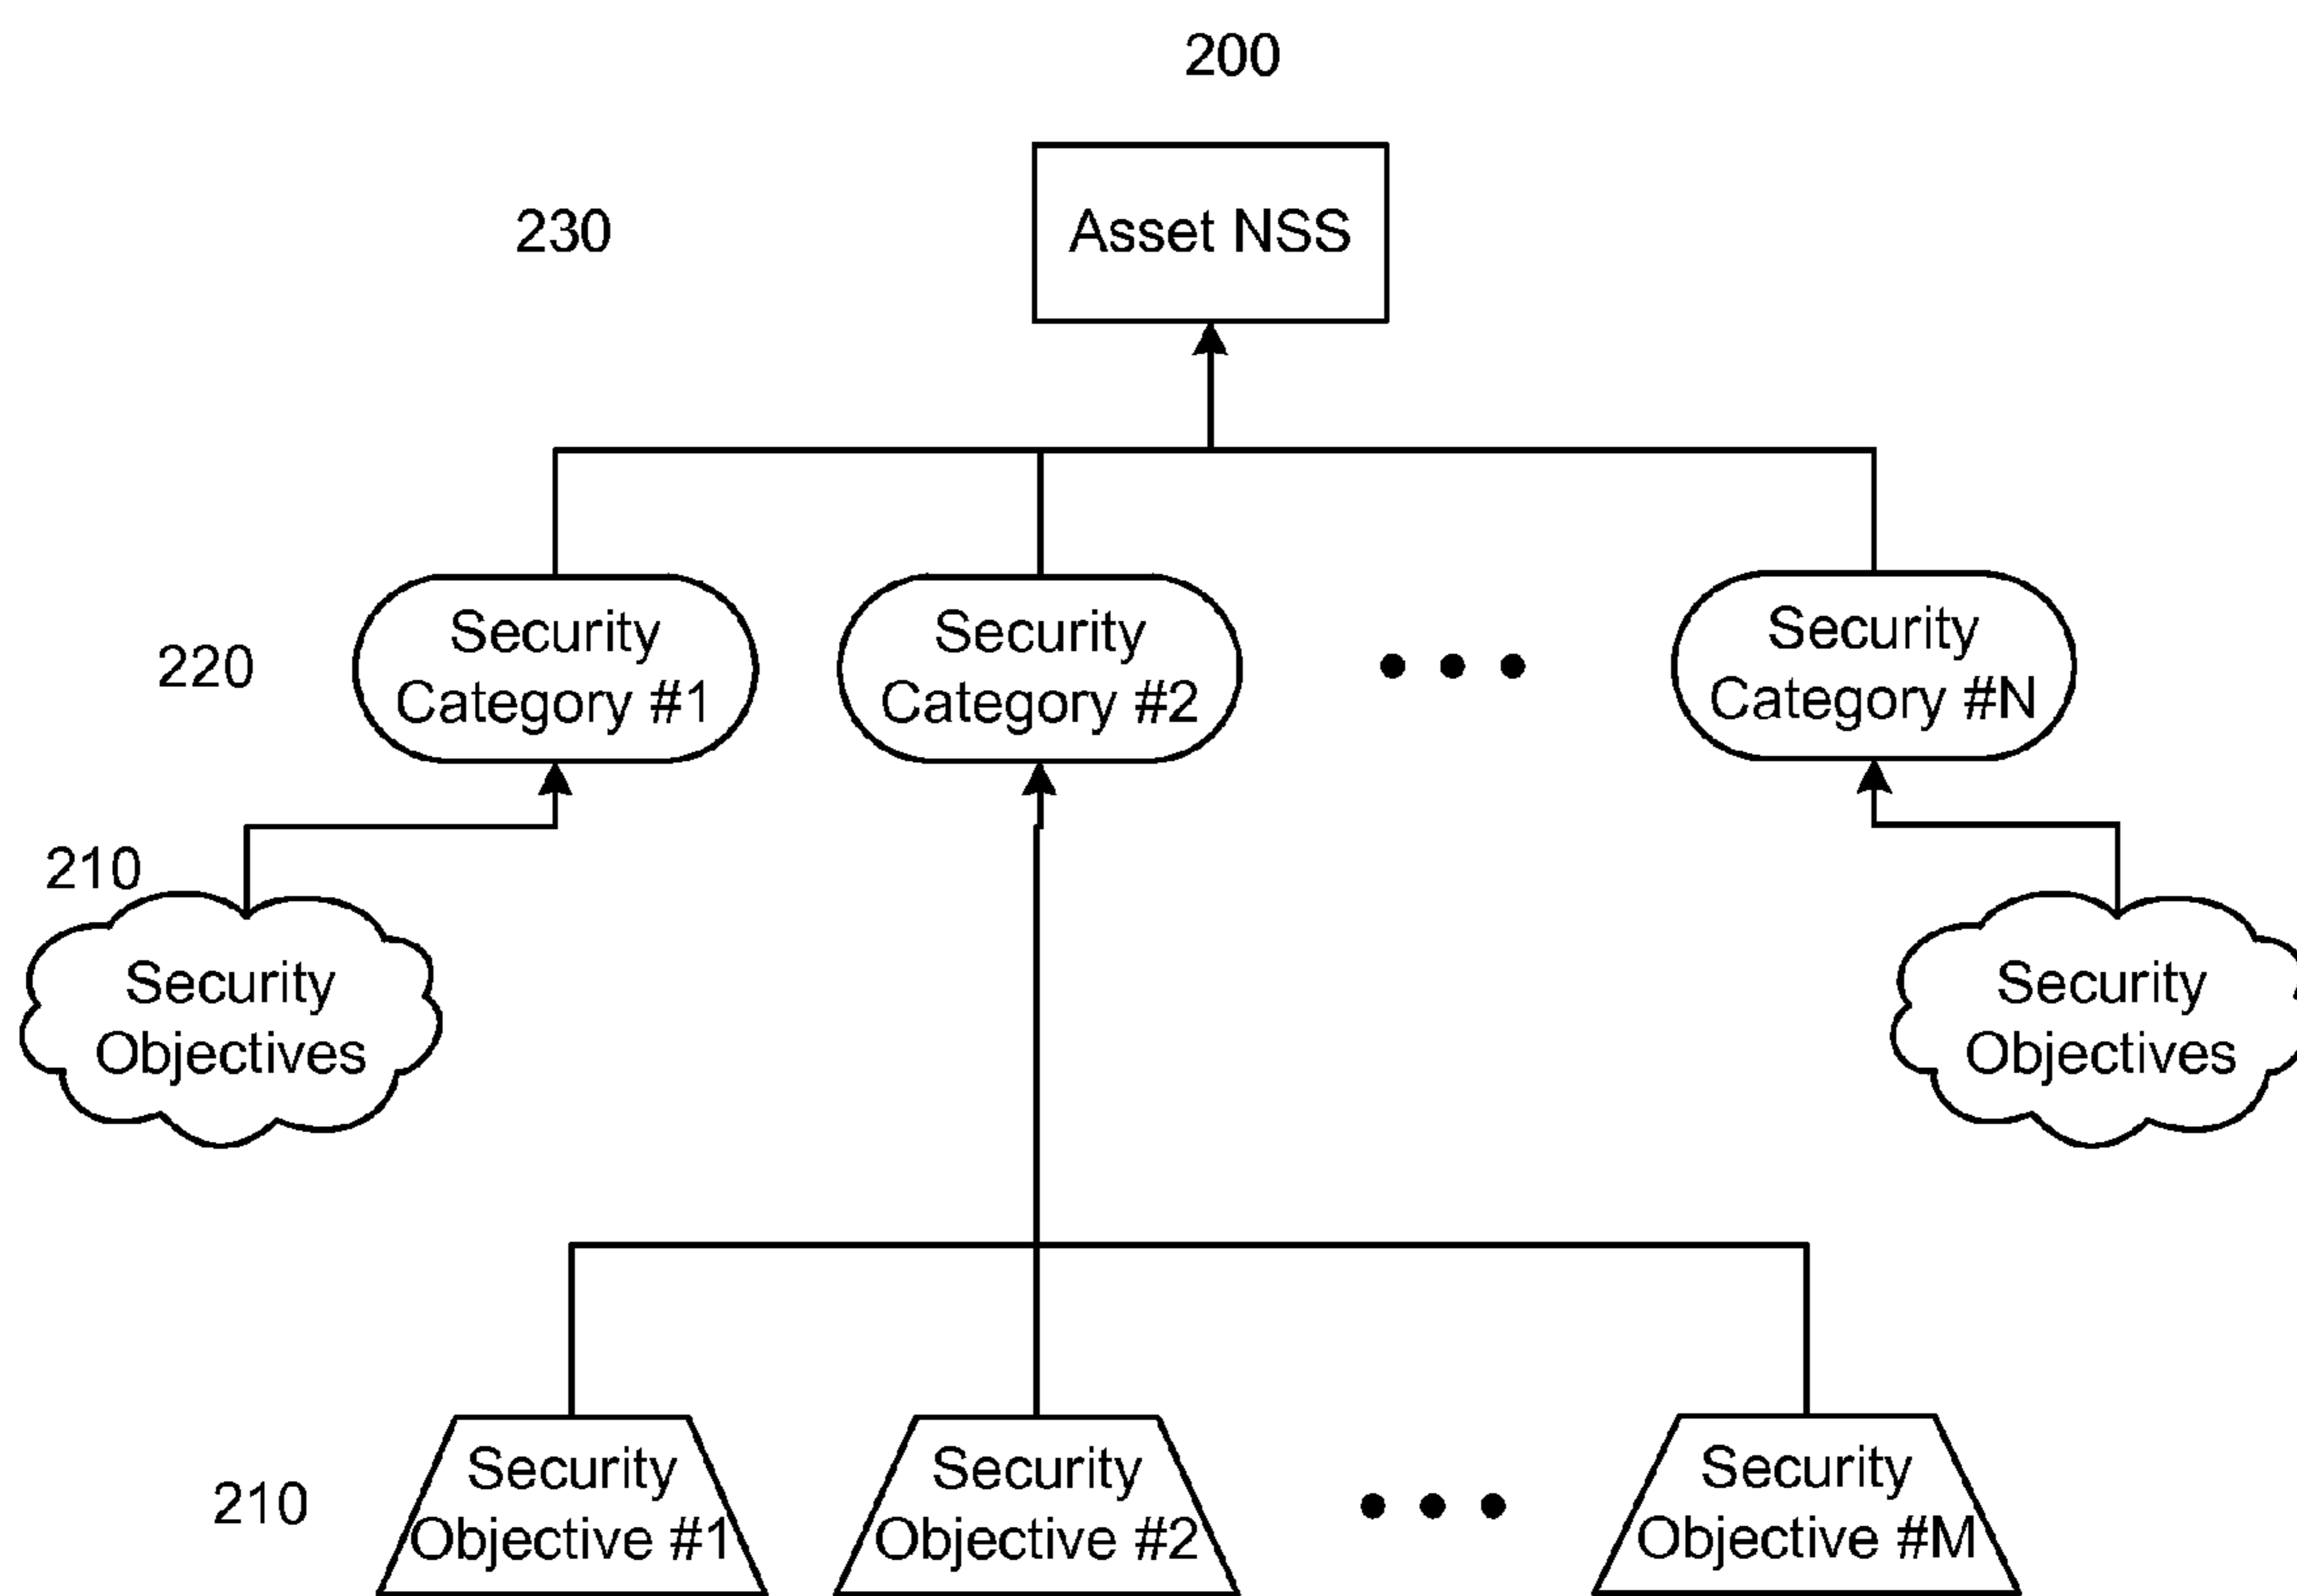 200
230
Asset NSS
220
Security
Category #1
Security
Category #2
Security
Category #N
210
Security
Objectives
Security
Objectives
210
Security
Objective #1
Security
Objective #2
Security
Objective #M